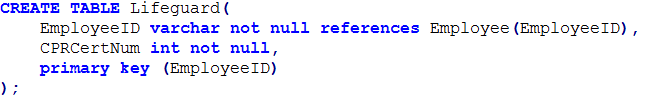 CREATE TABLE Lifeguard(
    EmployeeID varchar not null references Employee(EmployeeID),
    CPRCertNum int not null,
    primary key (EmployeeID)
);